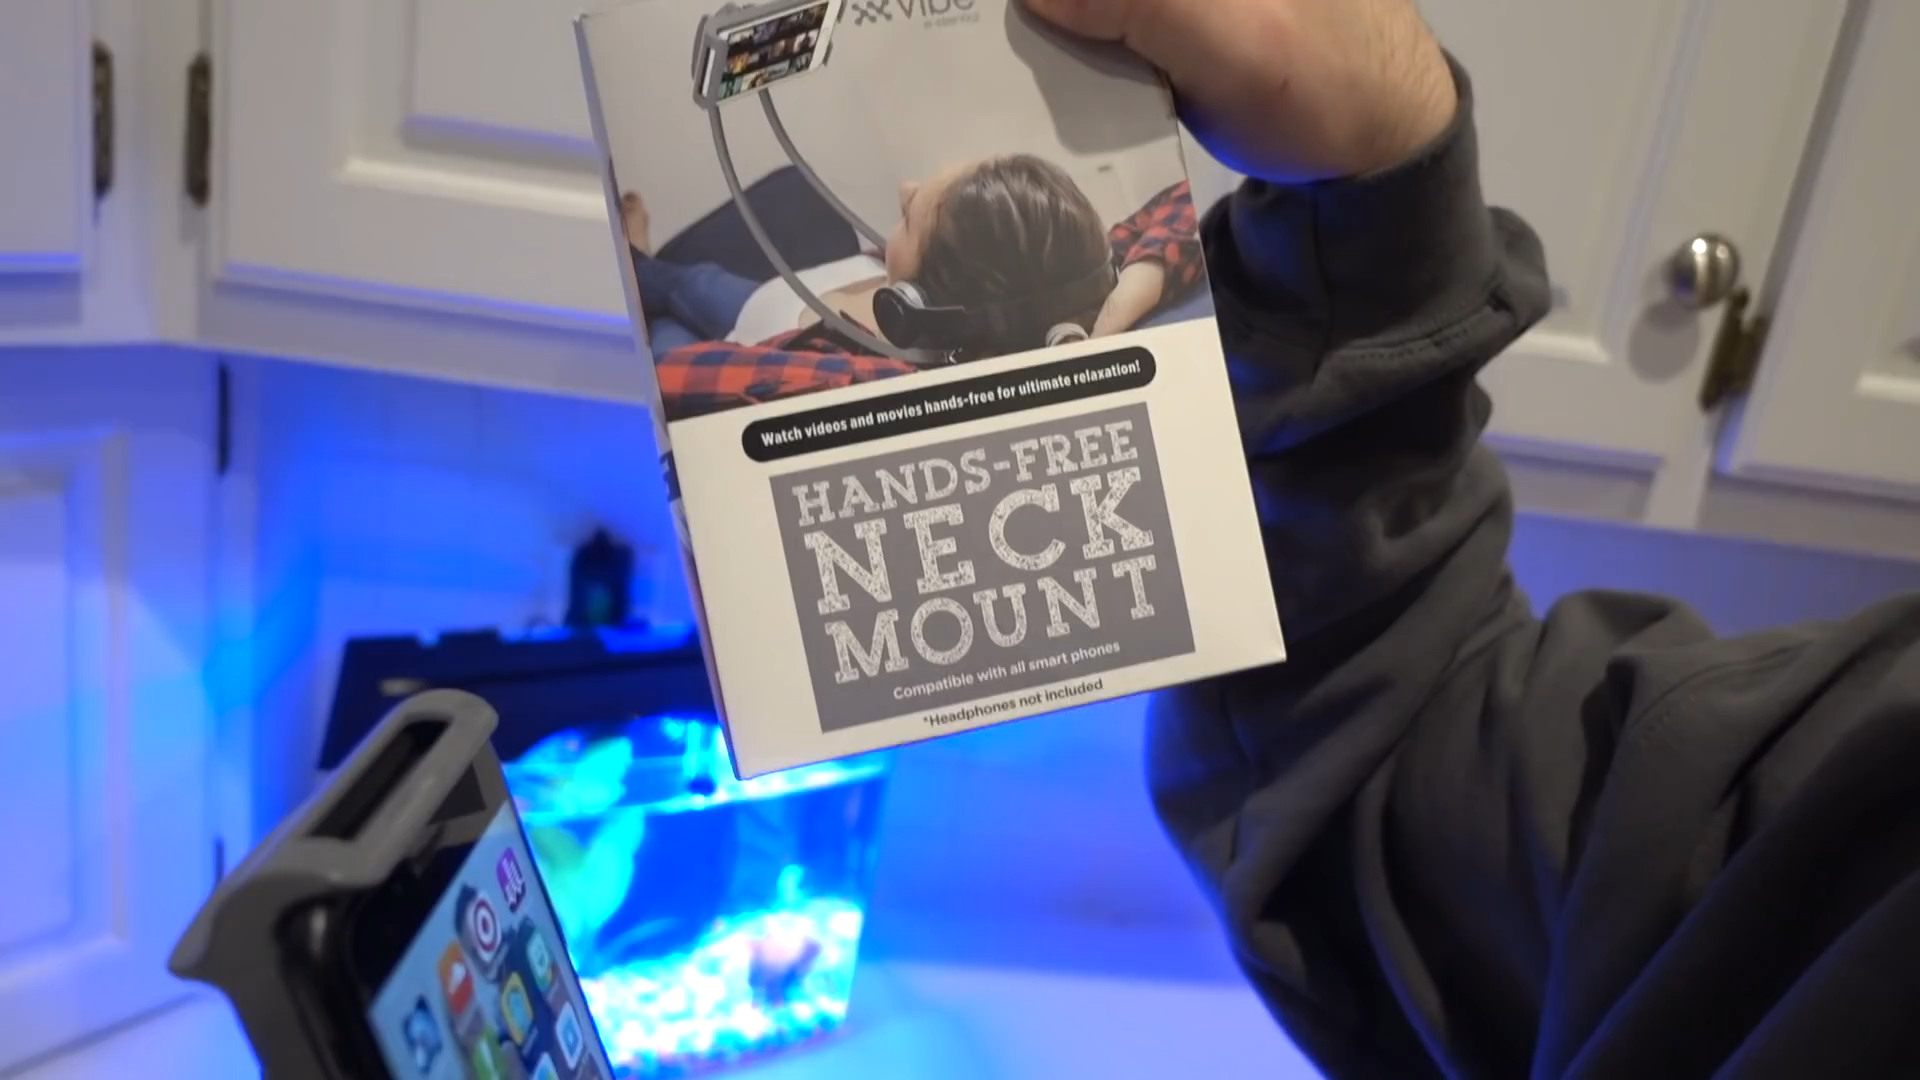 vibe
Watch videos and movies hands-free for ultimate relaxation!
HANDS-FREE
NECK
MOUNT
Compatible with all smart phones
*Headphones not included